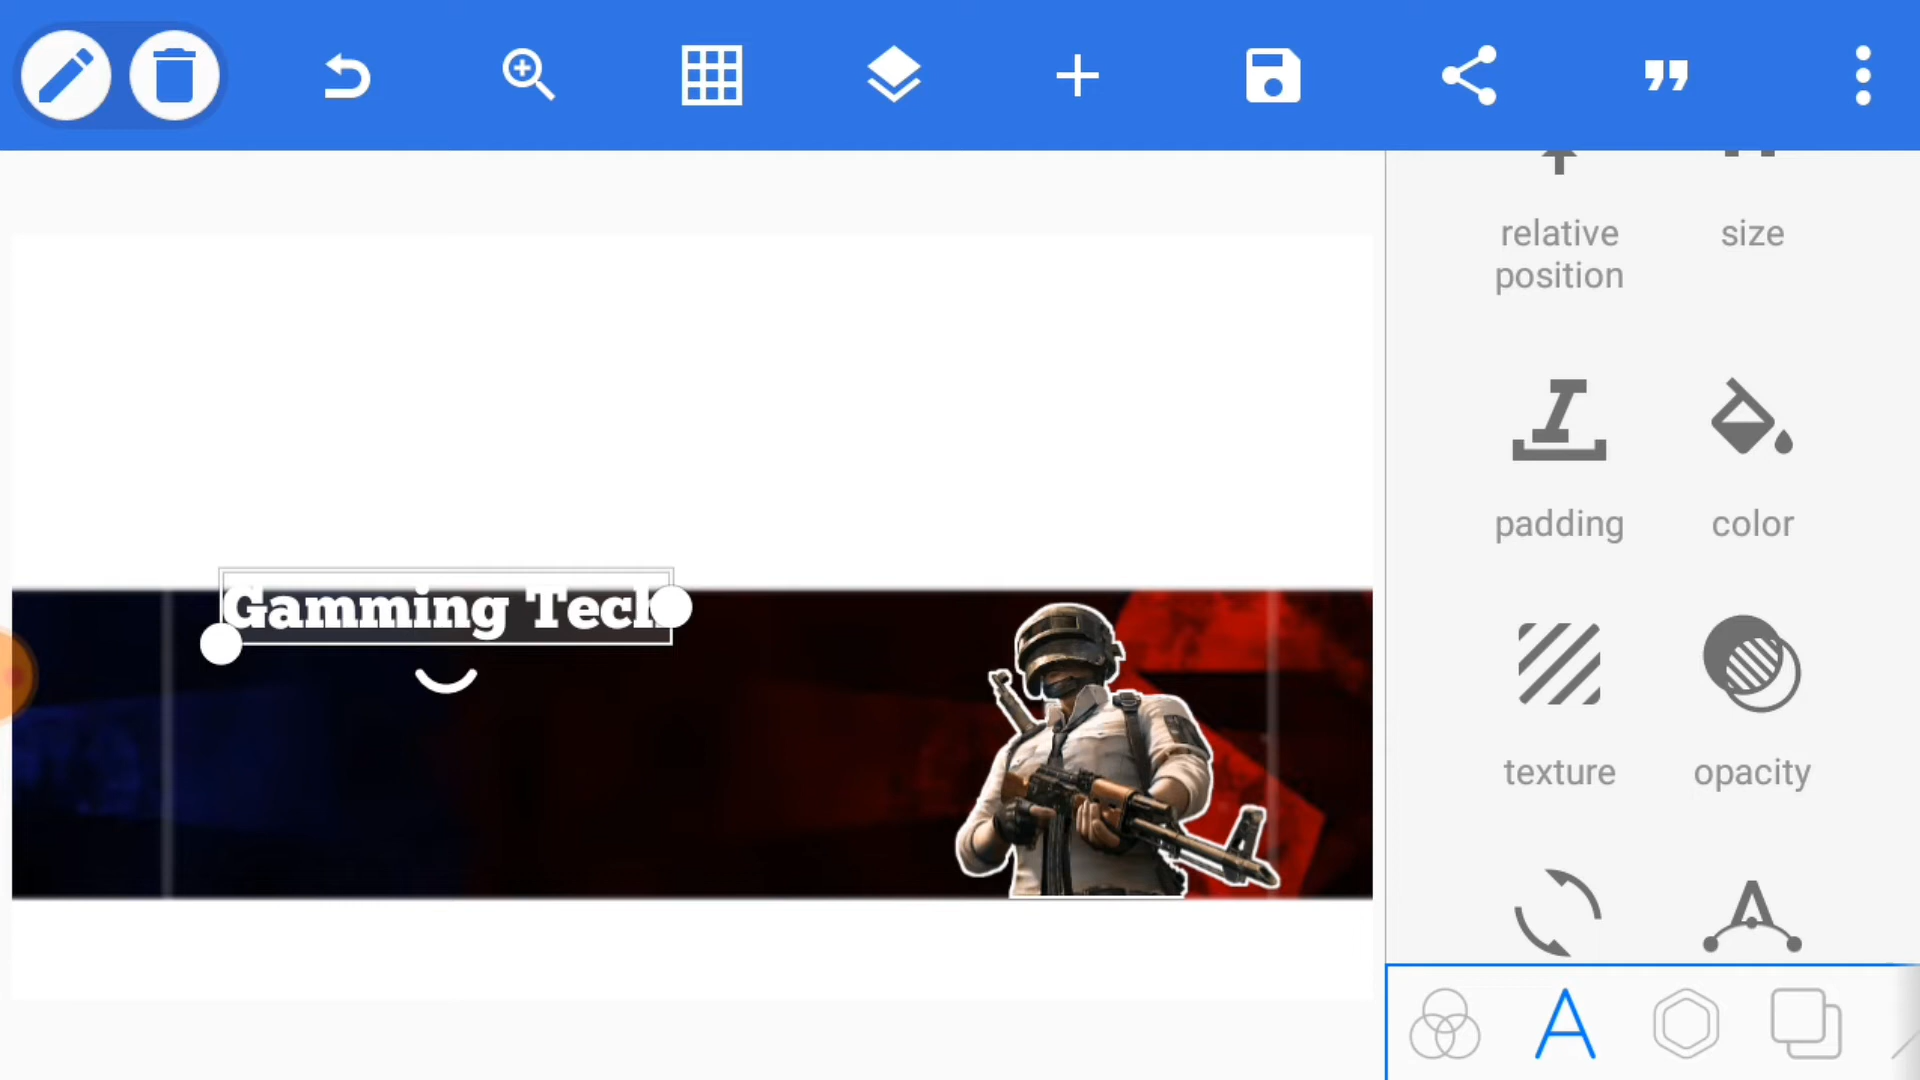 relative
position
size
padding
color
Gamming Tech
texture
opacity